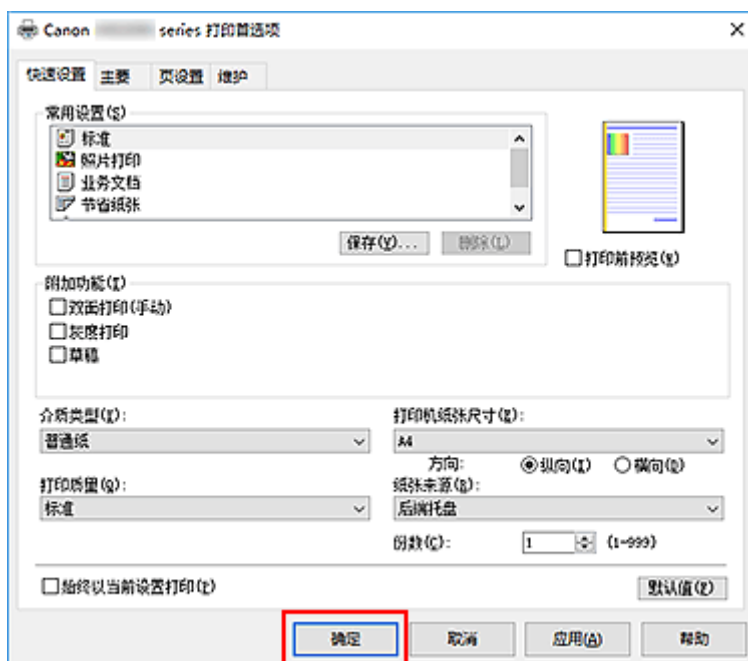 Canon series 打印首选项
快速设置 主要 页设置 维护
常用设置(S)
标准
照片打印
业务文档
节省纸张
保存(V)... 删除(L)
打印前预览(W)
附加功能(I)
双面打印(手动)
灰度打印
草稿
介质类型(Y): 打印机纸张尺寸(Z):
普通纸 A4
方向: 纵向(I) 横向(D)
打印质量(Q): 纸张来源(R):
标准 后端托盘
份数(C): 1 (1-999)
始终以当前设置打印(P) 默认值(F)
确定 取消 应用(A) 帮助